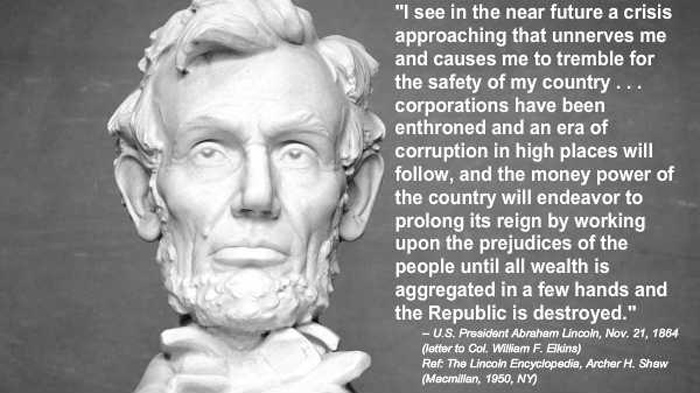 "I see in the near future a crisis
approaching that unnerves me
and causes me to tremble for
the safety of my country . . .
corporations have been
enthroned and an era of
corruption in high places will
follow, and the money power of
the country will endeavor to
prolong its reign by working
upon the prejudices of the
people until all wealth is
aggregated in a few hands and
the Republic is destroyed."
-- U.S. President Abraham Lincoln, Nov. 21, 1864
(letter to Col. William F. Elkins)
Ref: The Lincoln Encyclopedia, Archer H. Shaw
(Macmillan, 1950, NY)